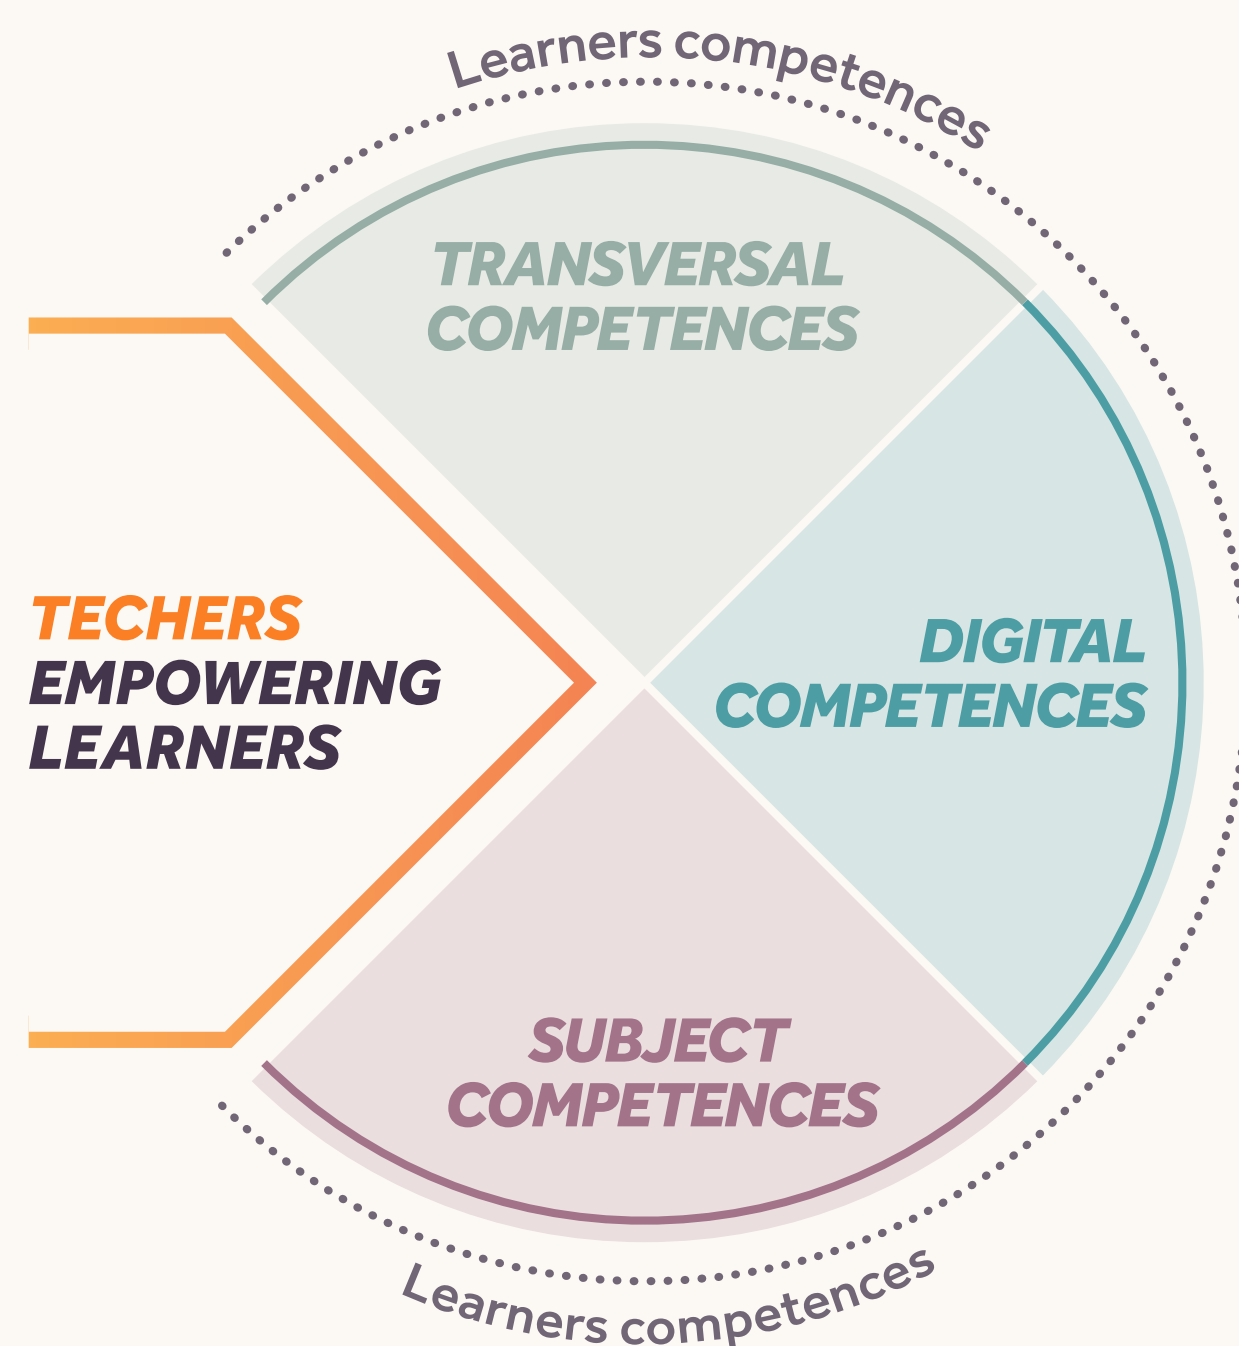 Learners competences
TRANSVERSAL
COMPETENCES
TECHERS
EMPOWERING
LEARNERS
DIGITAL
COMPETENCES
SUBJECT
COMPETENCES
Learners competences